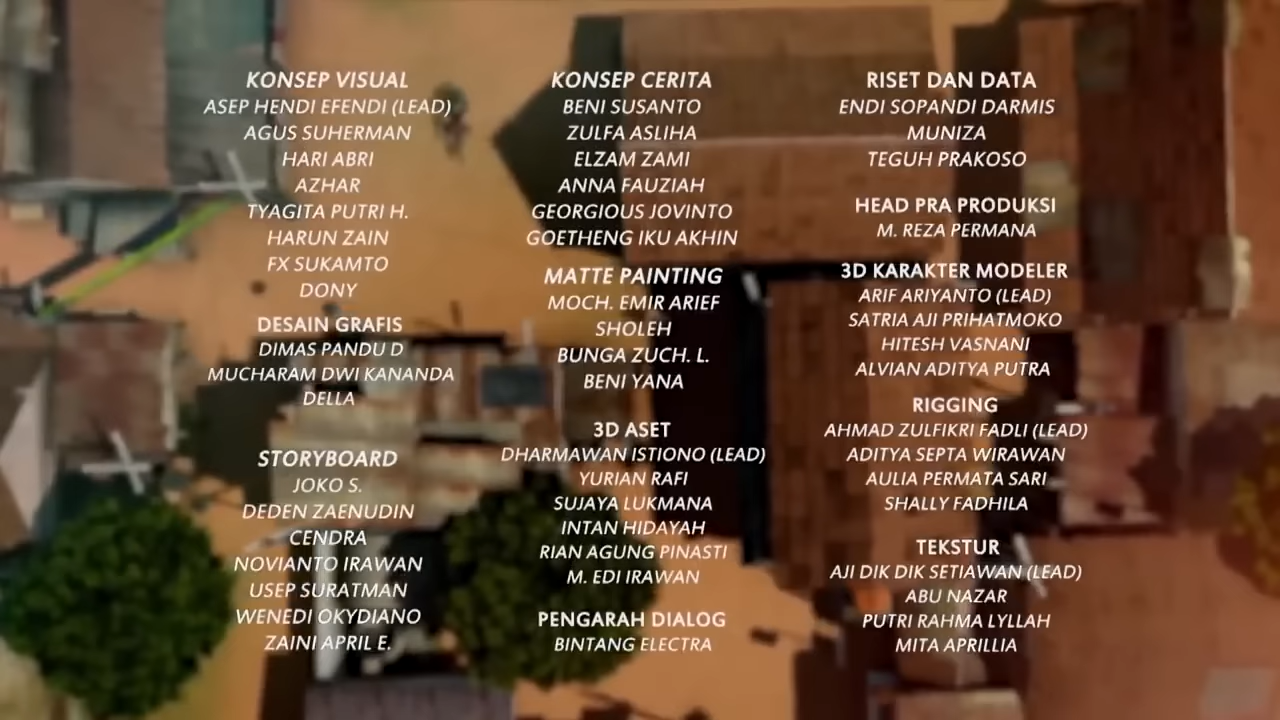 KONSEP VISUAL
ASEP HENDI EFENDI (LEAD)
AGUS SUHERMAN
HARI ABRI
AZHAR
TYAGITA PUTRI H.
HARUN ZAIN
FX SUKAMTO
DONY
DESAIN GRAFIS
DIMAS PANDU D
MUCHARAM DWI KANANDA
DELLA
STORYBOARD
JOKO S.
DEDEN ZAENUDIN
CENDRA
NOVIANTO IRAWAN
USEP SURATMAN
WENEDI OKYDIANO
ZAINI APRIL E.
KONSEP CERITA
BENI SUSANTO
ZULFA ASLIHA
ELZAM ZAMI
ANNA FAUZIAH
GEORGIOUS JOVINTO
GOETHENG IKU AKHIN
MATTE PAINTING
MOCH. EMIR ARIEF
SHOLEH
BUNGA ZUCH. L.
BENI YANA
3D ASET
DHARMAWAN ISTIONO (LEAD)
YURIAN RAFI
SUJAYA LUKMANA
INTAN HIDAYAH
RIAN AGUNG PINASTI
M. EDI IRAWAN
PENGARAH DIALOG
BINTANG ELECTRA
RISET DAN DATA
ENDI SOPANDI DARMIS
MUNIZA
TEGUH PRAKOSO
HEAD PRA PRODUKSI
M. REZA PERMANA
3D KARAKTER MODELER
ARIF ARIYANTO (LEAD)
SATRIA AJI PRIHATMOKO
HITESH VASNANI
ALVIAN ADITYA PUTRA
RIGGING
AHMAD ZULFIKRI FADLI (LEAD)
ADITYA SEPTA WIRAWAN
AULIA PERMATA SARI
SHALLY FADHILA
TEKSTUR
AJI DIK DIK SETIAWAN (LEAD)
ABU NAZAR
PUTRI RAHMA LYLLAH
MITA APRILLIA